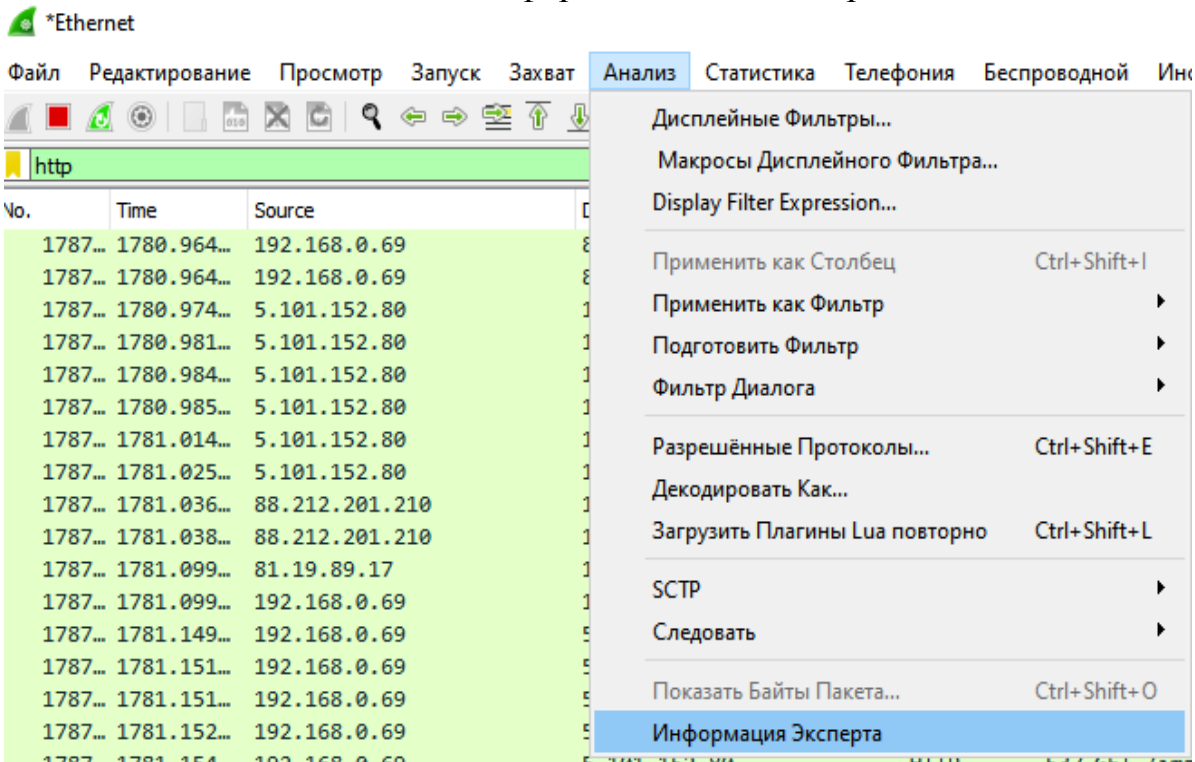 *Ethernet
Файл Редактирование Просмотр Запуск Захват Анализ Статистика Телефония Беспроводной
http
No. Time Source
1787… 1780.964… 192.168.0.69
1787… 1780.964… 192.168.0.69
1787… 1780.974… 5.101.152.80
1787… 1780.981… 5.101.152.80
1787… 1780.984… 5.101.152.80
1787… 1780.985… 5.101.152.80
1787… 1781.014… 5.101.152.80
1787… 1781.025… 5.101.152.80
1787… 1781.036… 88.212.201.210
1787… 1781.038… 88.212.201.210
1787… 1781.099… 81.19.89.17
1787… 1781.099… 192.168.0.69
1787… 1781.149… 192.168.0.69
1787… 1781.151… 192.168.0.69
1787… 1781.151… 192.168.0.69
1787… 1781.152… 192.168.0.69
Дисплейные Фильтры...
Макросы Дисплейного Фильтра...
Display Filter Expression...
Применить как Столбец Ctrl+Shift+I
Применить как Фильтр
Подготовить Фильтр
Фильтр Диалога
Разрешённые Протоколы... Ctrl+Shift+E
Декодировать Как...
Загрузить Плагины Lua повторно Ctrl+Shift+L
SCTP
Следовать
Показать Байты Пакета... Ctrl+Shift+O
Информация Эксперта